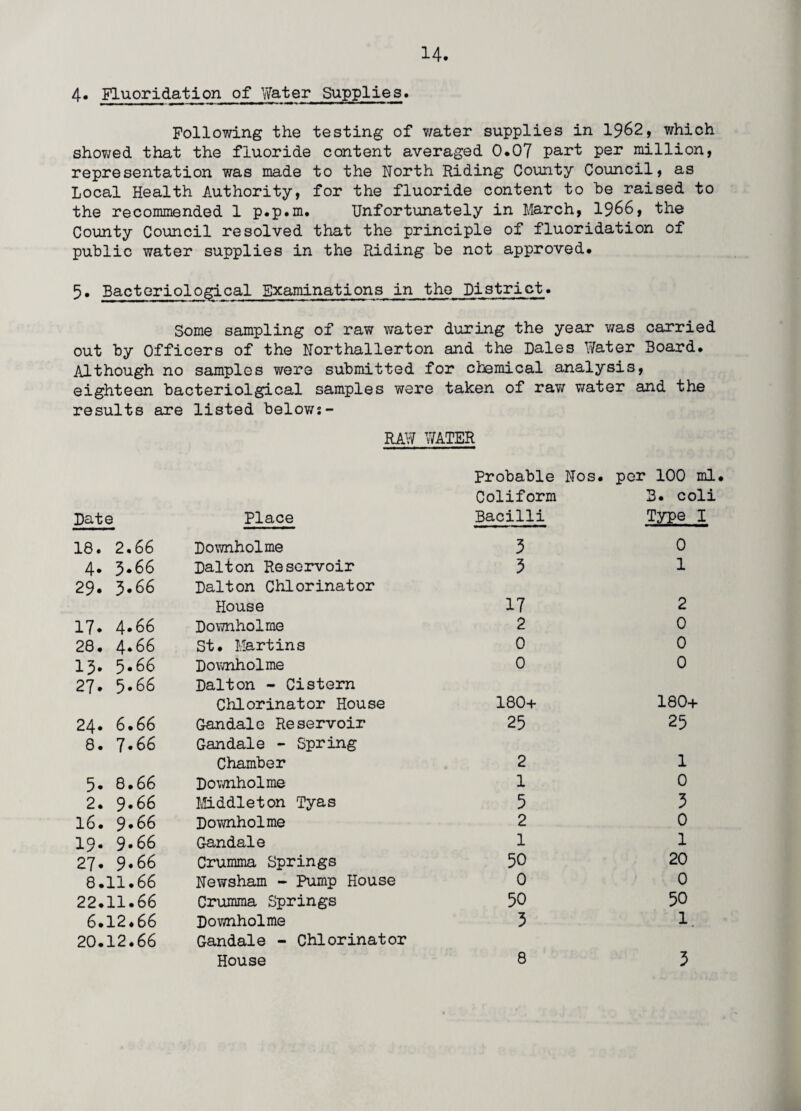 14.
4. Fluoridation of Water Supplies.
Following the testing of water supplies in 1962, which
showed that the fluoride content averaged 0.07 part per million,
representation was made to the North Riding County Council, as
Local Health Authority, for the fluoride content to be raised to
the recommended 1 p.p.m. Unfortunately in March, 1966, the
County Council resolved that the principle of fluoridation of
public water supplies in the Riding be not approved.
5. Bacteriological Examinations in the District.
Some sampling of raw water during the year was carried
out by Officers of the Northallerton and the Dales Water Board.
Although no samples were submitted for chemical analysis,
eighteen bacteriolgical samples were taken of raw water and the
results are listed below:-
RAW WATER
Probable Nos. per 100 ml.
Coliform B. coli
Date Place Bacilli Type I
18. 2.66 Downholme 3 0
4. 3.66 Dalton Reservoir 3 1
29. 3.66 Dalton Chlorinator
House 17 2
17. 4.66 Downholme 2 0
28. 4.66 St. Martins 0 0
13. 5.66 Downholme 0 0
27. 5.66 Dalton - Cistern
Chlorinator House 180+ 180+
24. 6.66 Gandale Reservoir 25 25
8. 7.66 Gandale - Spring
Chamber 2 1
5. 8.66 Downholme 1 0
2. 9.66 Middleton Tyas 5 3
16. 9.66 Downholme 2 0
19. 9.66 Gandale 1 1
27. 9.66 Crumma Springs 50 20
8.11.66 Newsham - Pump House 0 0
22.11.66 Crumma Springs 50 50
6.12.66 Downholme 3 1.
20.12.66 Gandale - Chlorinator
House 8 3